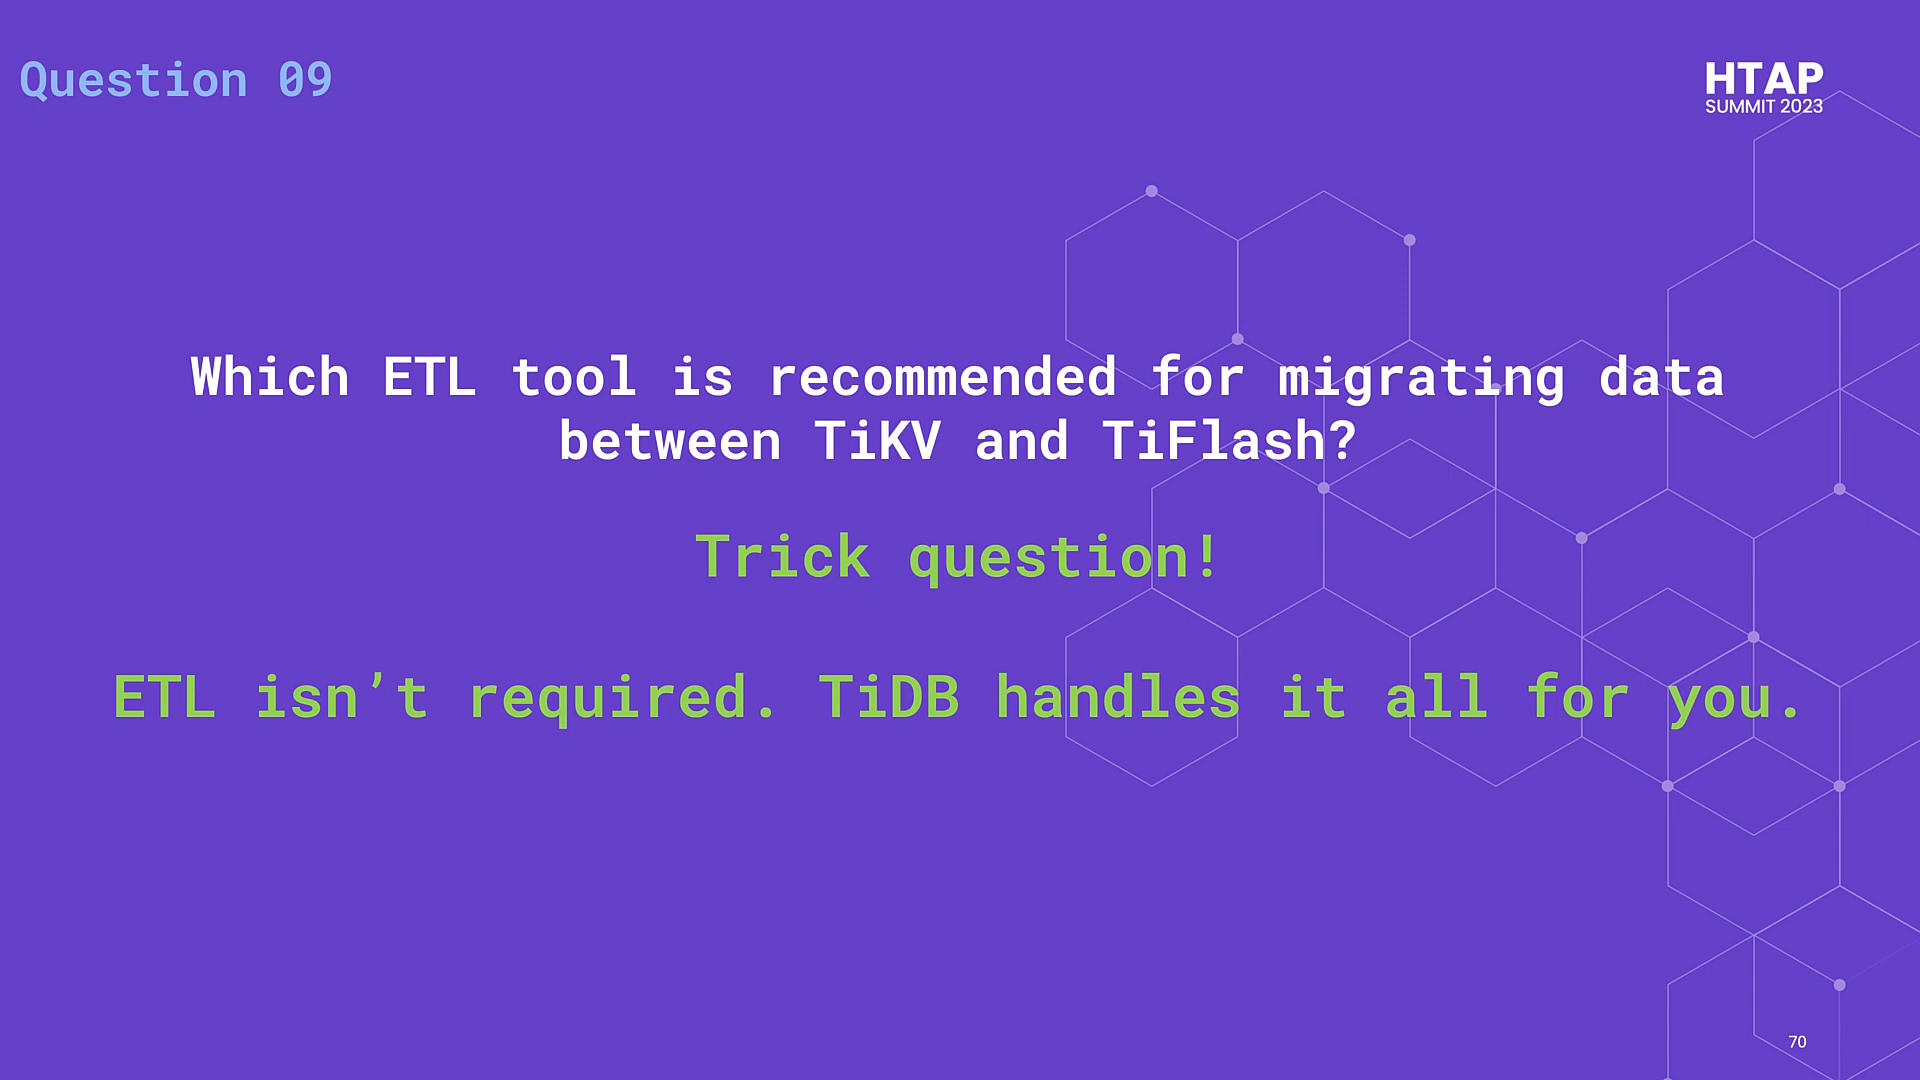 Question 09
HTAP
SUMMIT 2023
Which ETL tool is recommended for migrating data
between TiKV and TiFlash?
Trick question!
ETL isn’t required. TiDB handles it all for you.
70